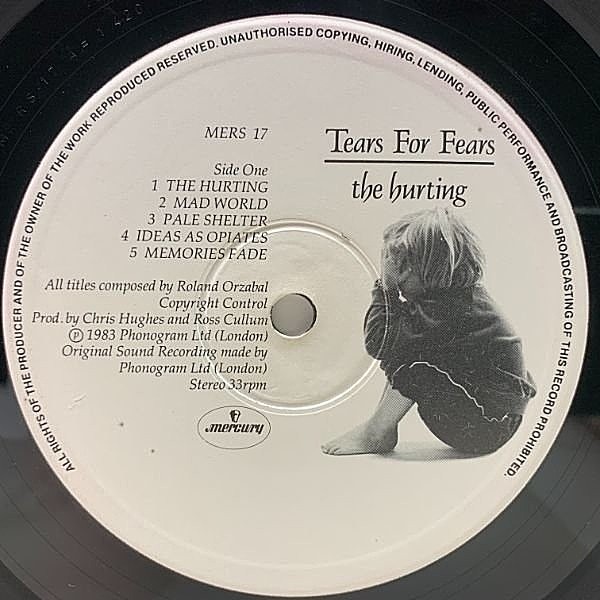 ALL RIGHTS OF THE PRODUCER AND OF THE OWNER OF THE WORK REPRODUCED RESERVED. UNAUTHORISED COPYING, HIRING, LENDING, PUBLIC PERFORMANCE AND BROADCASTING OF THIS RECORD PROHIBITED.
MERS 17
Tears For Fears
the hurting
Side One
1 THE HURTING
2 MAD WORLD
3 PALE SHELTER
4 IDEAS AS OPIATES
5 MEMORIES FADE
All titles composed by Roland Orzabal
Copyright Control
Prod. by Chris Hughes and Ross Cullum
℗ 1983 Phonogram Ltd (London)
Original Sound Recording made by
Phonogram Ltd (London)
Stereo 33rpm
mercury